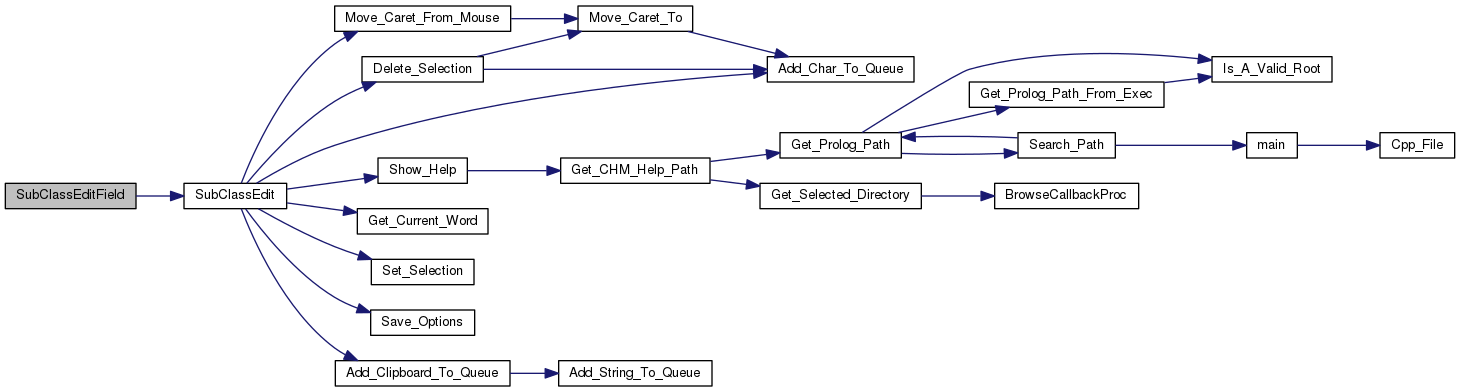 Move_Caret_From_Mouse
Move_Caret_To
Delete_Selection
Add_Char_To_Queue
Is_A_Valid_Root
Get_Prolog_Path_From_Exec
Get_Prolog_Path
Search_Path
main
Cpp_File
Show_Help
Get_CHM_Help_Path
SubClassEditField
SubClassEdit
Get_Selected_Directory
BrowseCallbackProc
Get_Current_Word
Set_Selection
Save_Options
Add_Clipboard_To_Queue
Add_String_To_Queue